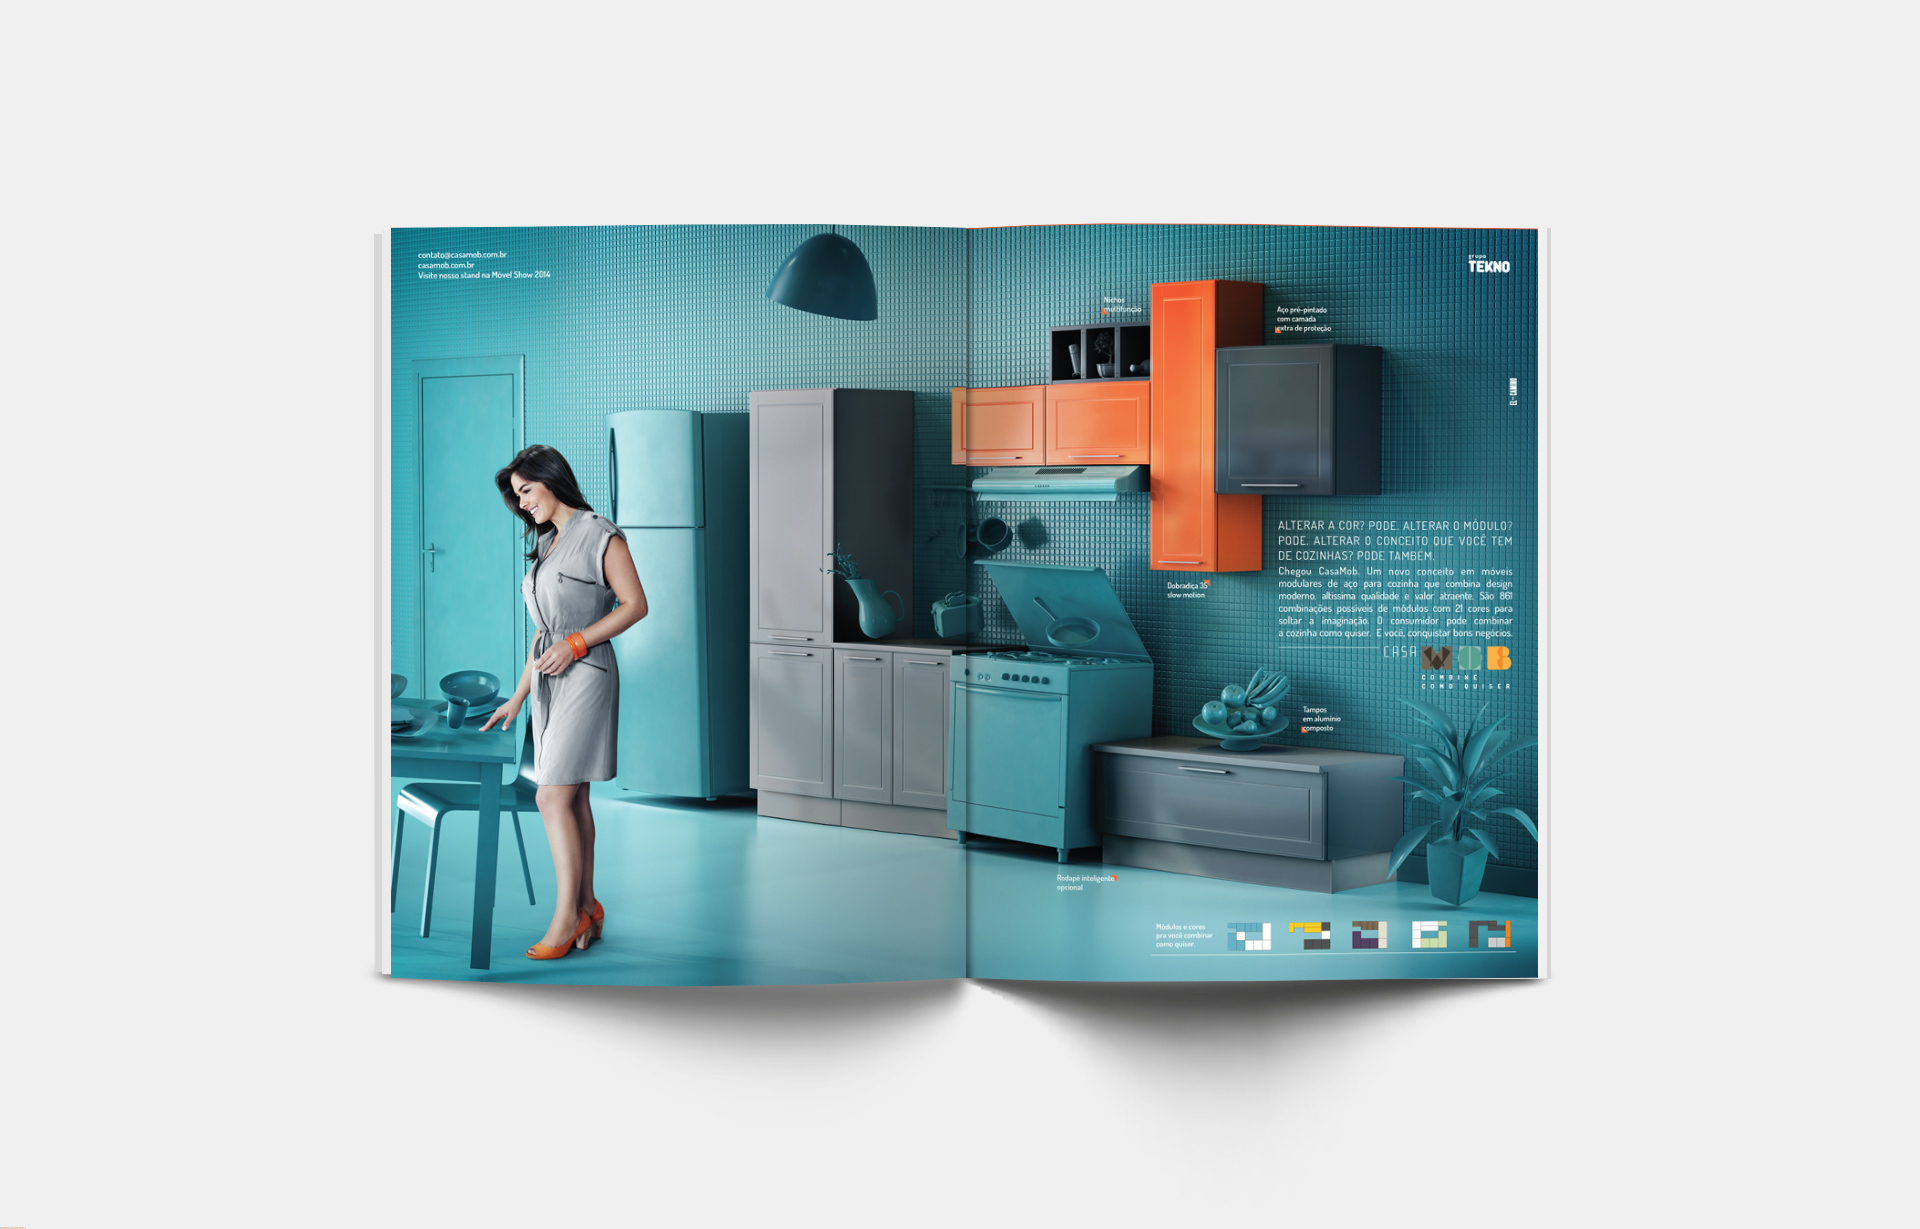 contato@casamob.com.br
casamob.com.br
Visite nosso stand na Móvel Show 2014
grupo
TEKNO
Nichos
multifunção
Aço pré-pintado
com camada
extra de proteção
ALTERAR A COR? PODE. ALTERAR O MÓDULO?
PODE. ALTERAR O CONCEITO QUE VOCÊ TEM
DE COZINHAS? PODE TAMBÉM.
Chegou CasaMob. Um novo conceito em móveis
modulares de aço para cozinha que combina design
moderno, altíssima qualidade e valor atraente. São 861
combinações possíveis de módulos com 21 cores para
soltar a imaginação. O consumidor pode combinar
a cozinha como quiser. E você, conquistar bons negócios.
CASA MOB
COMBINE
COMO QUISER
Dobradiça 35
slow motion
Tampos
em alumínio
composto
Rodapé inteligente
opcional
Módulos e cores
pra você combinar
como quiser.